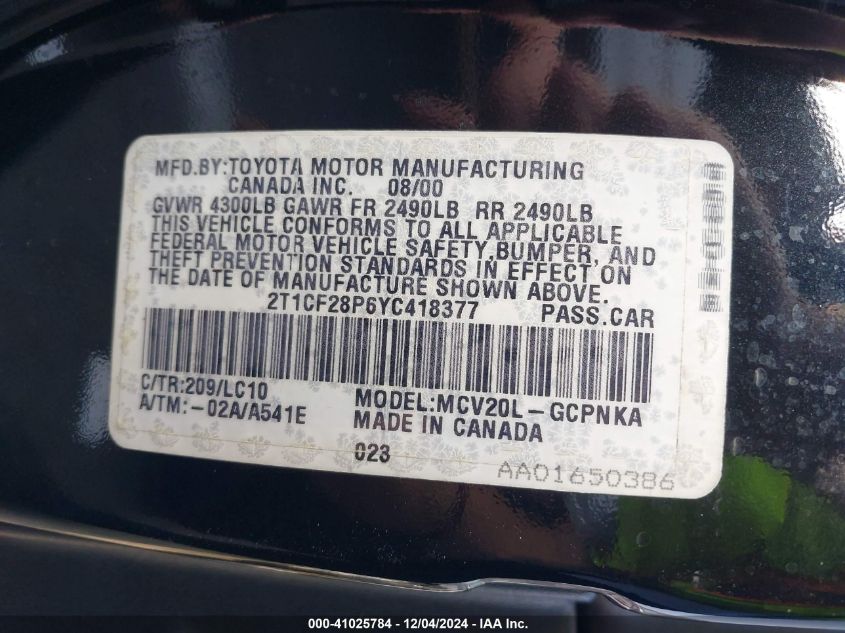 MFD.BY:TOYOTA MOTOR MANUFACTURING
CANADA INC. 08/00
GVWR 4300LB GAWR FR 2490LB RR 2490LB
THIS VEHICLE CONFORMS TO ALL APPLICABLE
FEDERAL MOTOR VEHICLE SAFETY,BUMPER, AND
THEFT PREVENTION STANDARDS IN EFFECT ON
THE DATE OF MANUFACTURE SHOWN ABOVE.
2T1CF28P6YC418377 PASS.CAR
C/TR:209/LC10 MODEL:MCV20L-GCPNKA
A/TM:-02A/A541E MADE IN CANADA
023
AA01650386
000-41025784 - 12/04/2024 - IAA Inc.